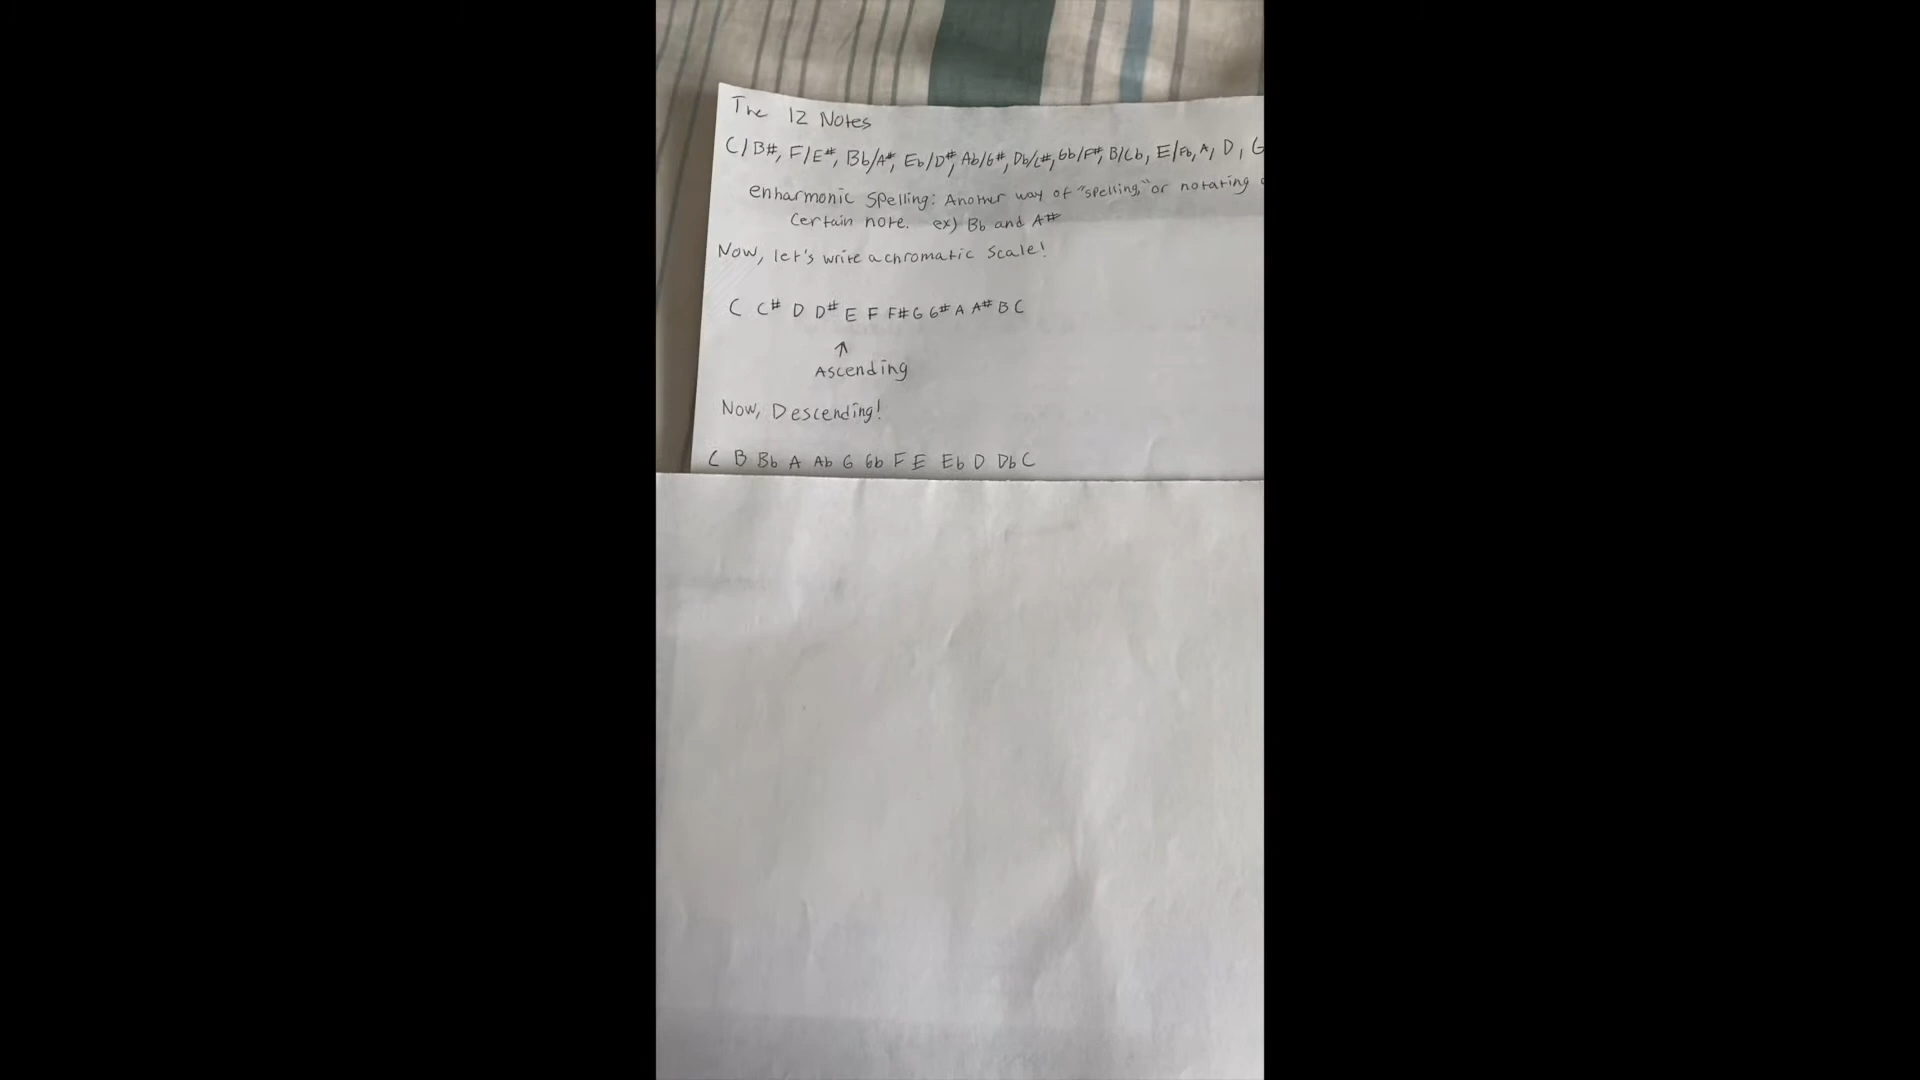 The 12 Notes
C/B#, F/E#, Bb/A#, Eb/D#, Ab/G#, Db/C#, Gb/F#, B/Cb, E/Fb, A, D, G
enharmonic spelling: Another way of "spelling," or notating
certain note. ex) Bb and A#
Now, let's write a chromatic scale!
C C# D D# E F F# G G# A A# B C
↑
Ascending
Now, Descending!
C B Bb A Ab G Gb F E Eb D Db C